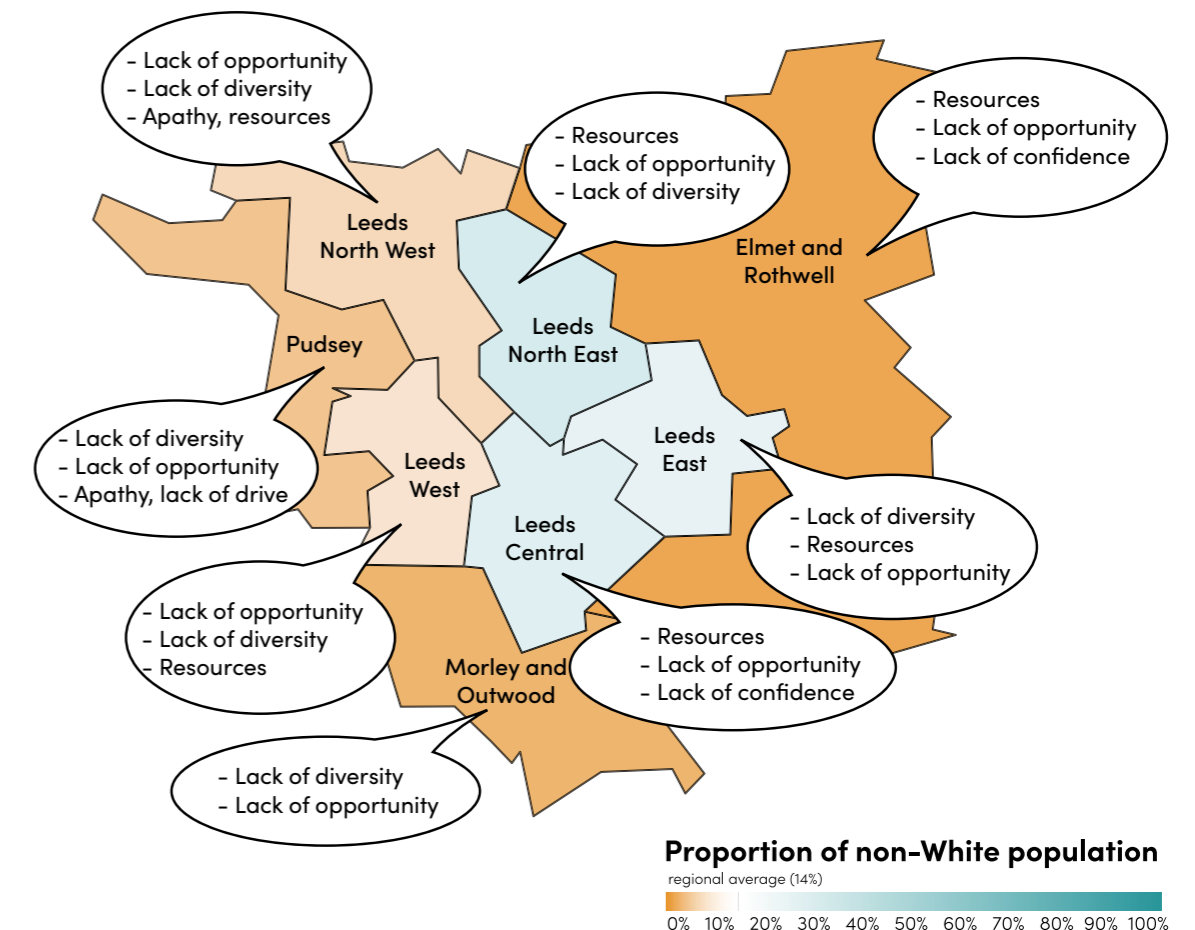 - Lack of opportunity
- Lack of diversity
- Apathy, resources
- Resources
- Lack of opportunity
- Lack of diversity
- Resources
- Lack of opportunity
- Lack of confidence
Leeds
North West
Elmet and
Rothwell
Leeds
North East
Pudsey
- Lack of diversity
- Lack of opportunity
- Apathy, lack of drive
Leeds
West
Leeds
East
Leeds
Central
- Lack of diversity
- Resources
- Lack of opportunity
- Lack of opportunity
- Lack of diversity
- Resources
- Resources
- Lack of opportunity
- Lack of confidence
Morley and
Outwood
- Lack of diversity
- Lack of opportunity
Proportion of non-White population
regional average (14%)
0% 10% 20% 30% 40% 50% 60% 70% 80% 90% 100%